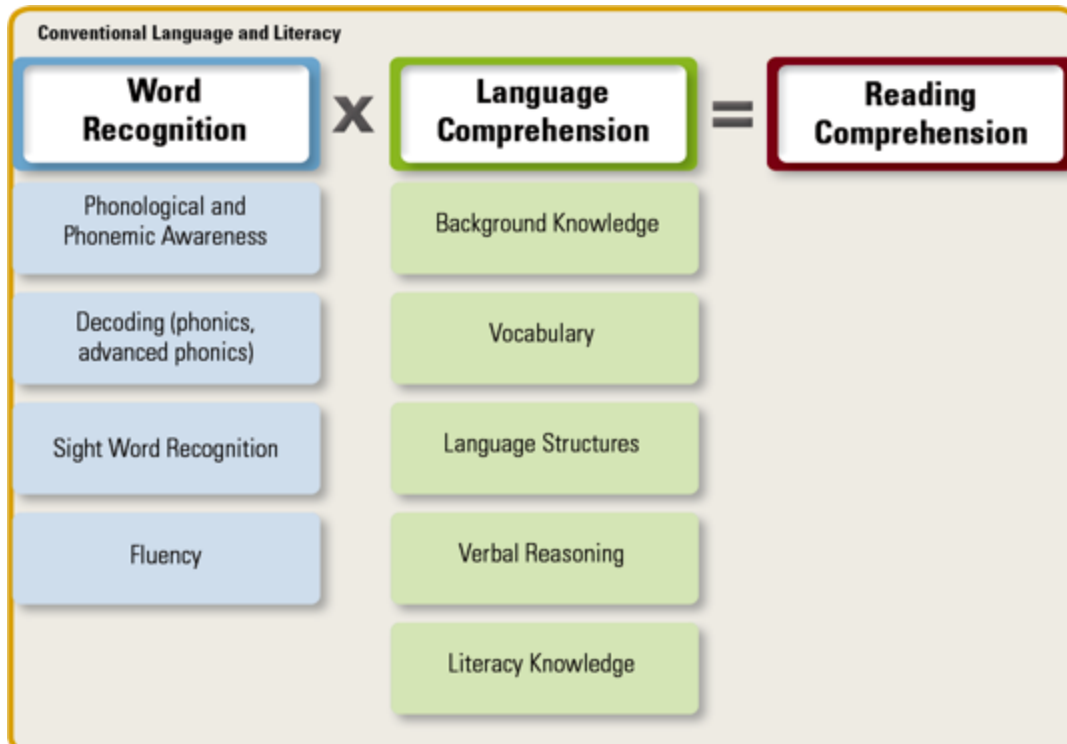 Conventional Language and Literacy
Word
Recognition
x
Language
Comprehension
=
Reading
Comprehension
Phonological and
Phonemic Awareness
Decoding (phonics,
advanced phonics)
Sight Word Recognition
Fluency
Background Knowledge
Vocabulary
Language Structures
Verbal Reasoning
Literacy Knowledge